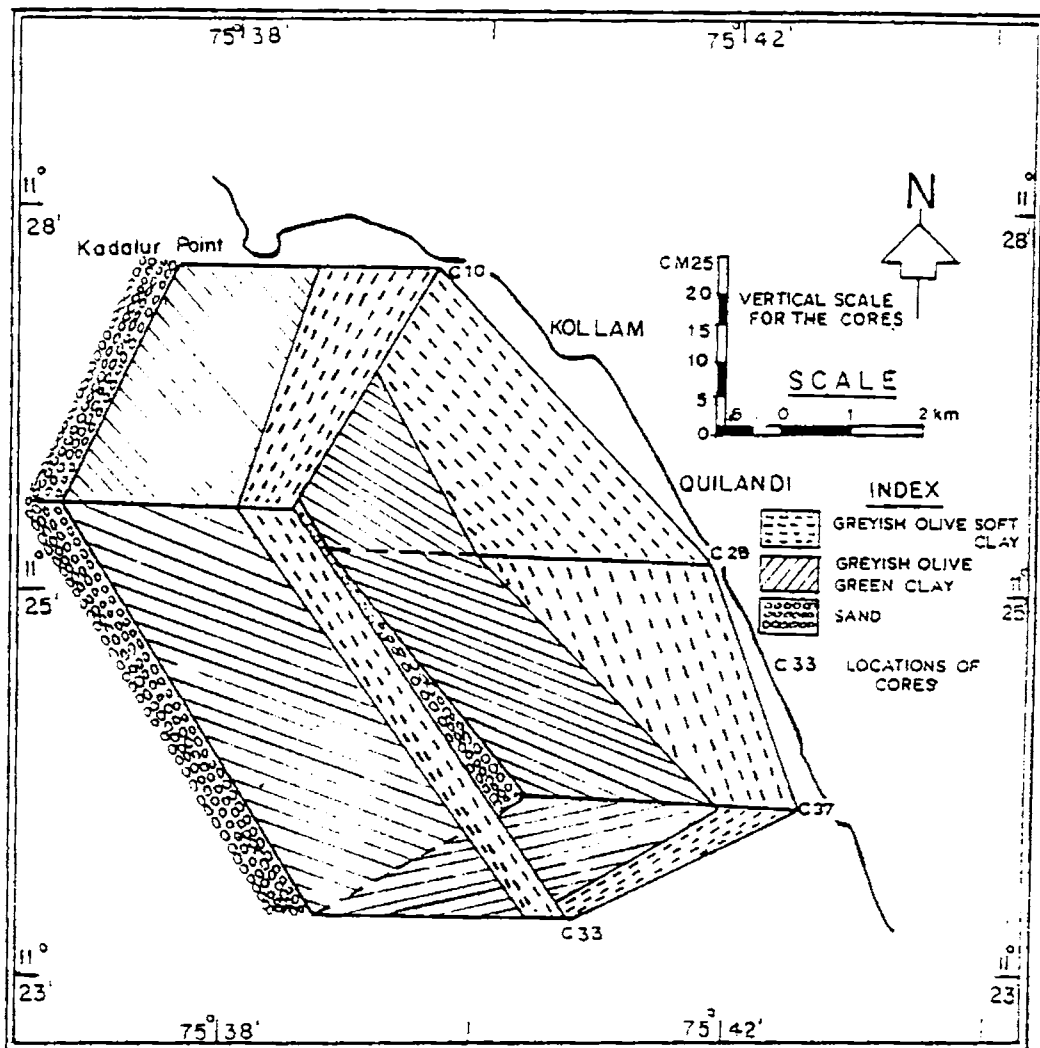 75° 38'
75° 42'
11°
28'
11°
28'
Kadalur Point
N
C10
CM25
20
15
10
5
0
VERTICAL SCALE
FOR THE CORES
KOLLAM
SCALE
.5 0 1 2 km
QUILANDI
INDEX
GREYISH OLIVE SOFT
CLAY
C28
GREYISH OLIVE
GREEN CLAY
11°
25'
SAND
C 33 LOCATIONS OF
CORES
C37
C33
11°
23'
11°
23'
75° 38'
75° 42'